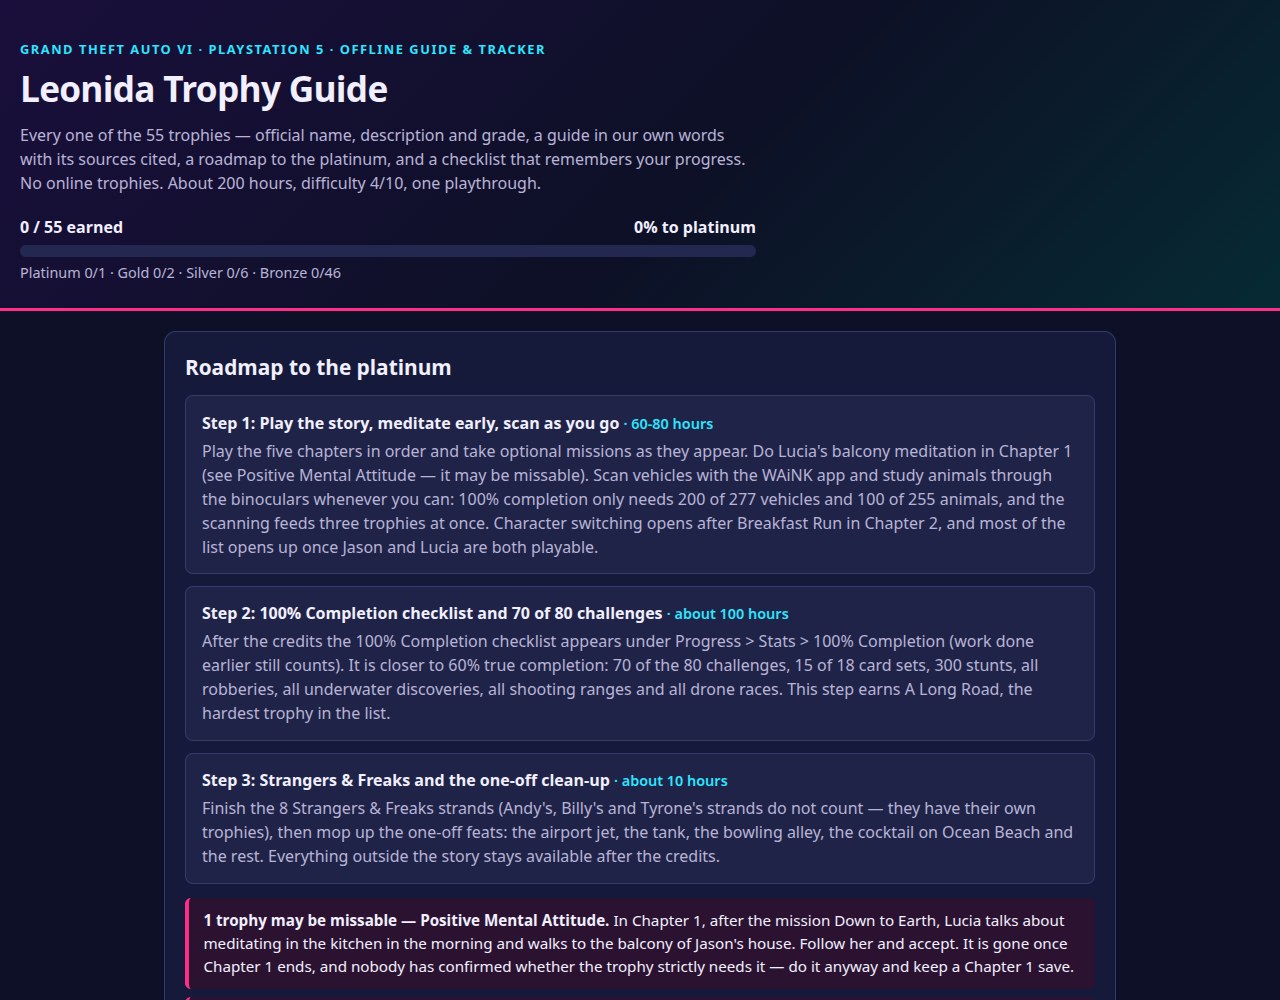 GRAND THEFT AUTO VI · PLAYSTATION 5 · OFFLINE GUIDE & TRACKER
Leonida Trophy Guide
Every one of the 55 trophies — official name, description and grade, a guide in our own words
with its sources cited, a roadmap to the platinum, and a checklist that remembers your progress.
No online trophies. About 200 hours, difficulty 4/10, one playthrough.
0 / 55 earned 0% to platinum
Platinum 0/1 · Gold 0/2 · Silver 0/6 · Bronze 0/46
Roadmap to the platinum
Step 1: Play the story, meditate early, scan as you go · 60-80 hours
Play the five chapters in order and take optional missions as they appear. Do Lucia's balcony meditation in Chapter 1
(see Positive Mental Attitude — it may be missable). Scan vehicles with the WAiNK app and study animals through
the binoculars whenever you can: 100% completion only needs 200 of 277 vehicles and 100 of 255 animals, and the
scanning feeds three trophies at once. Character switching opens after Breakfast Run in Chapter 2, and most of the
list opens up once Jason and Lucia are both playable.
Step 2: 100% Completion checklist and 70 of 80 challenges · about 100 hours
After the credits the 100% Completion checklist appears under Progress > Stats > 100% Completion (work done
earlier still counts). It is closer to 60% true completion: 70 of the 80 challenges, 15 of 18 card sets, 300 stunts, all
robberies, all underwater discoveries, all shooting ranges and all drone races. This step earns A Long Road, the
hardest trophy in the list.
Step 3: Strangers & Freaks and the one-off clean-up · about 10 hours
Finish the 8 Strangers & Freaks strands (Andy's, Billy's and Tyrone's strands do not count — they have their own
trophies), then mop up the one-off feats: the airport jet, the tank, the bowling alley, the cocktail on Ocean Beach and
the rest. Everything outside the story stays available after the credits.
1 trophy may be missable — Positive Mental Attitude. In Chapter 1, after the mission Down to Earth, Lucia talks about
meditating in the kitchen in the morning and walks to the balcony of Jason's house. Follow her and accept. It is gone once
Chapter 1 ends, and nobody has confirmed whether the trophy strictly needs it — do it anyway and keep a Chapter 1 save.